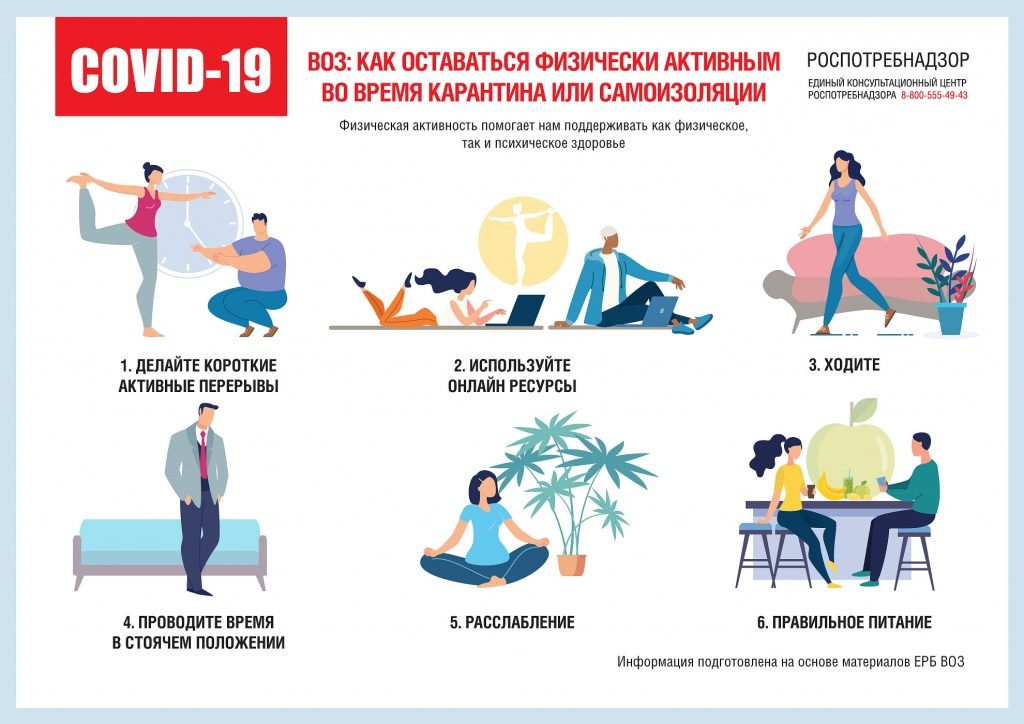 COVID-19
ВОЗ: КАК ОСТАВАТЬСЯ ФИЗИЧЕСКИ АКТИВНЫМ
ВО ВРЕМЯ КАРАНТИНА ИЛИ САМОИЗОЛЯЦИИ
РОСПОТРЕБНАДЗОР
ЕДИНЫЙ КОНСУЛЬТАЦИОННЫЙ ЦЕНТР
РОСПОТРЕБНАДЗОРА 8-800-555-49-43
Физическая активность помогает нам поддерживать как физическое,
так и психическое здоровье
1. ДЕЛАЙТЕ КОРОТКИЕ
АКТИВНЫЕ ПЕРЕРЫВЫ
2. ИСПОЛЬЗУЙТЕ
ОНЛАЙН РЕСУРСЫ
3. ХОДИТЕ
4. ПРОВОДИТЕ ВРЕМЯ
В СТОЯЧЕМ ПОЛОЖЕНИИ
5. РАССЛАБЛЕНИЕ
6. ПРАВИЛЬНОЕ ПИТАНИЕ
Информация подготовлена на основе материалов ЕРБ ВОЗ